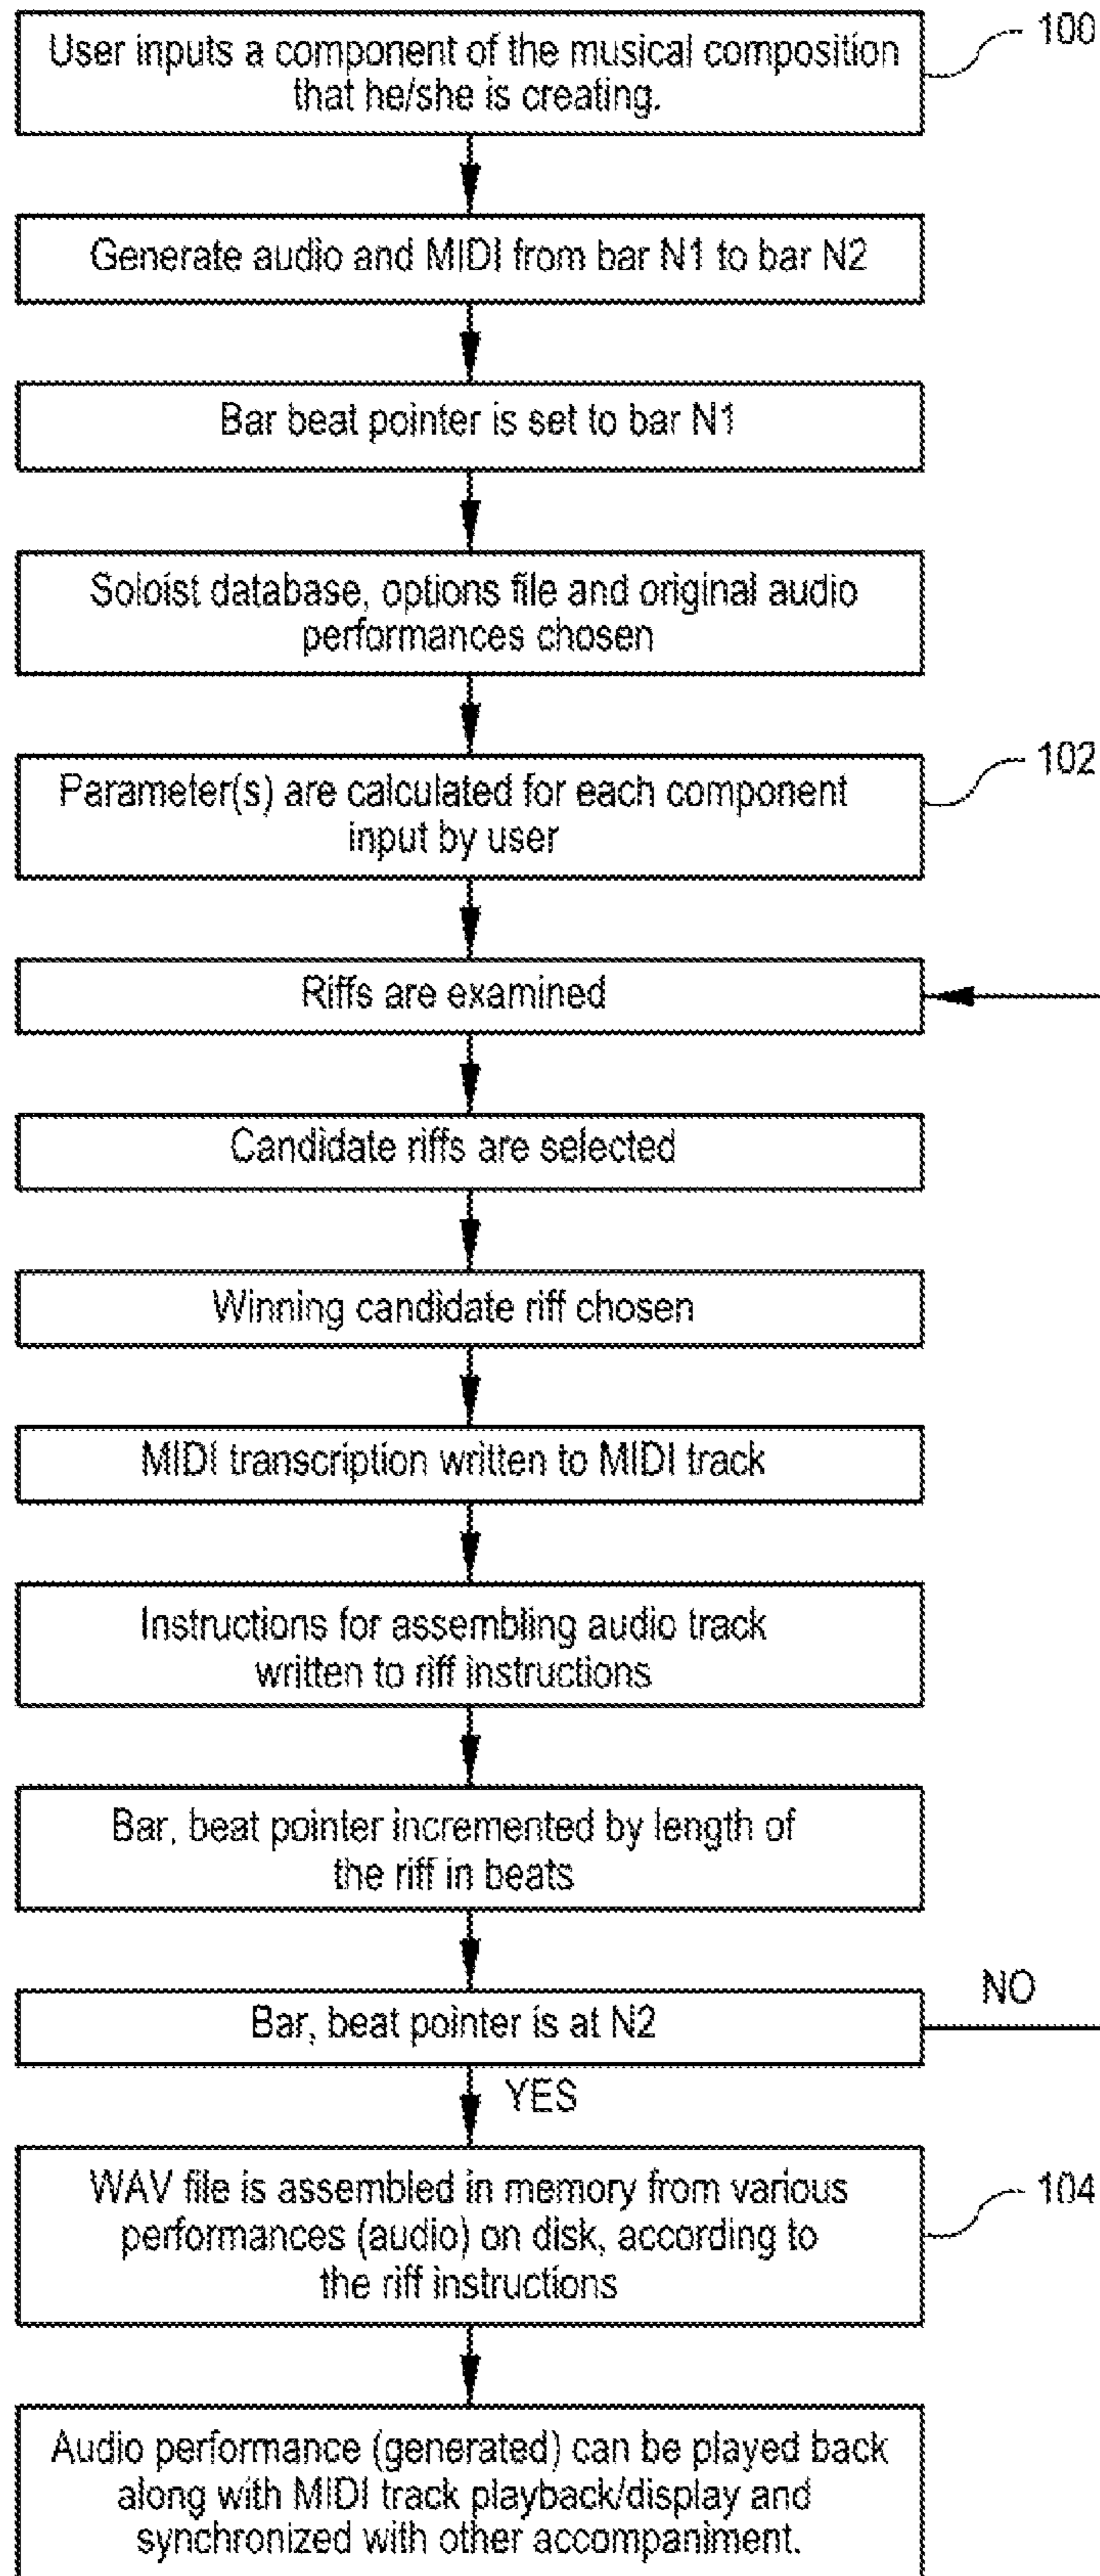 User inputs a component of the musical composition
that he/she is creating.
100
Generate audio and MIDI from bar N1 to bar N2
Bar beat pointer is set to bar N1
Soloist database, options file and original audio
performances chosen
Parameter(s) are calculated for each component
input by user
102
Riffs are examined
Candidate riffs are selected
Winning candidate riff chosen
MIDI transcription written to MIDI track
Instructions for assembling audio track
written to riff instructions
Bar, beat pointer incremented by length of
the riff in beats
Bar, beat pointer is at N2
NO
YES
WAV file is assembled in memory from various
performances (audio) on disk, according to
the riff instructions
104
Audio performance (generated) can be played back
along with MIDI track playback/display and
synchronized with other accompaniment.